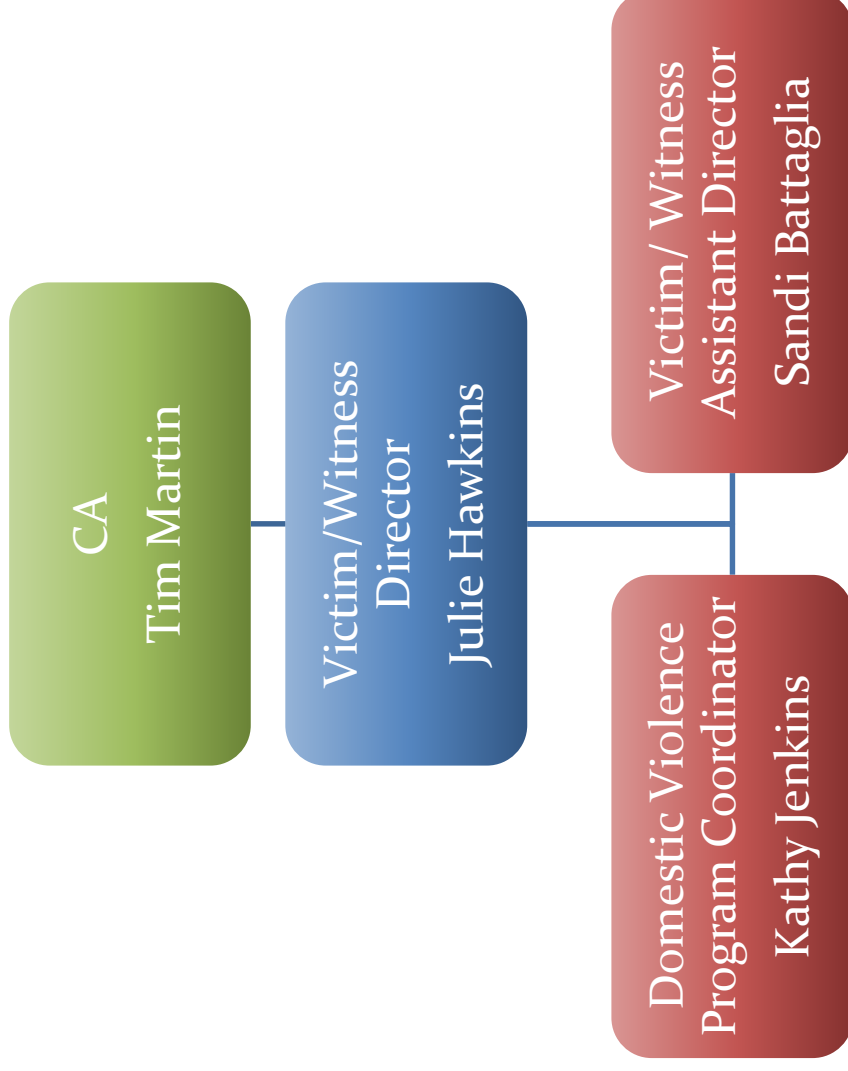 CA
Tim Martin
Victim/Witness
Director
Julie Hawkins
Domestic Violence
Program Coordinator
Kathy Jenkins
Victim/ Witness
Assistant Director
Sandi Battaglia